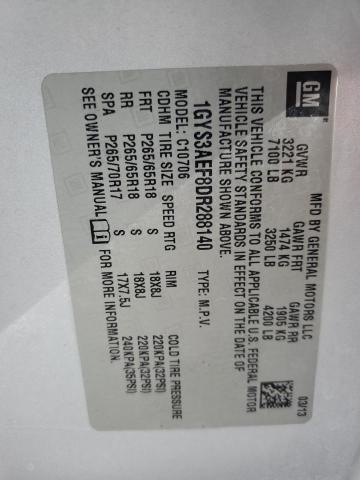 GM
MFD BY GENERAL MOTORS LLC 03/13
GVWR GAWR FRT GAWR RR
3221 KG 1474 KG 1905 KG
7100 LB 3250 LB 4200 LB
THIS VEHICLE CONFORMS TO ALL APPLICABLE U.S. FEDERAL MOTOR
VEHICLE SAFETY STANDARDS IN EFFECT ON THE DATE OF
MANUFACTURE SHOWN ABOVE.
1GYS3AEF8DR288140 TYPE: M.P.V.
MODEL: C10706
CDHM TIRE SIZE SPEED RTG RIM COLD TIRE PRESSURE
FRT P265/65R18 S 18X8J 220KPA(32PSI)
RR P265/65R18 S 18X8J 220KPA(32PSI)
SPA P265/70R17 S 17X7.5J 240KPA(35PSI)
SEE OWNER'S MANUAL i FOR MORE INFORMATION.